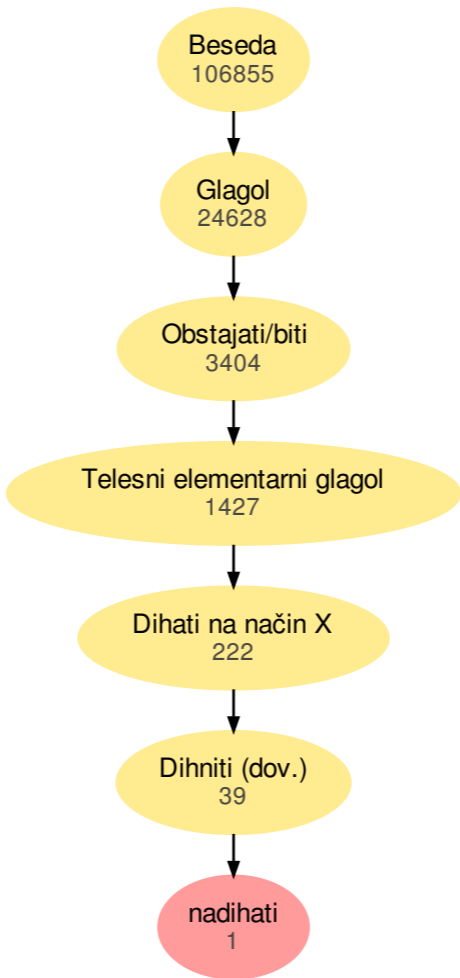 Beseda
106855
Glagol
24628
Obstajati/biti
3404
Telesni elementarni glagol
1427
Dihati na način X
222
Dihniti (dov.)
39
nadihati
1